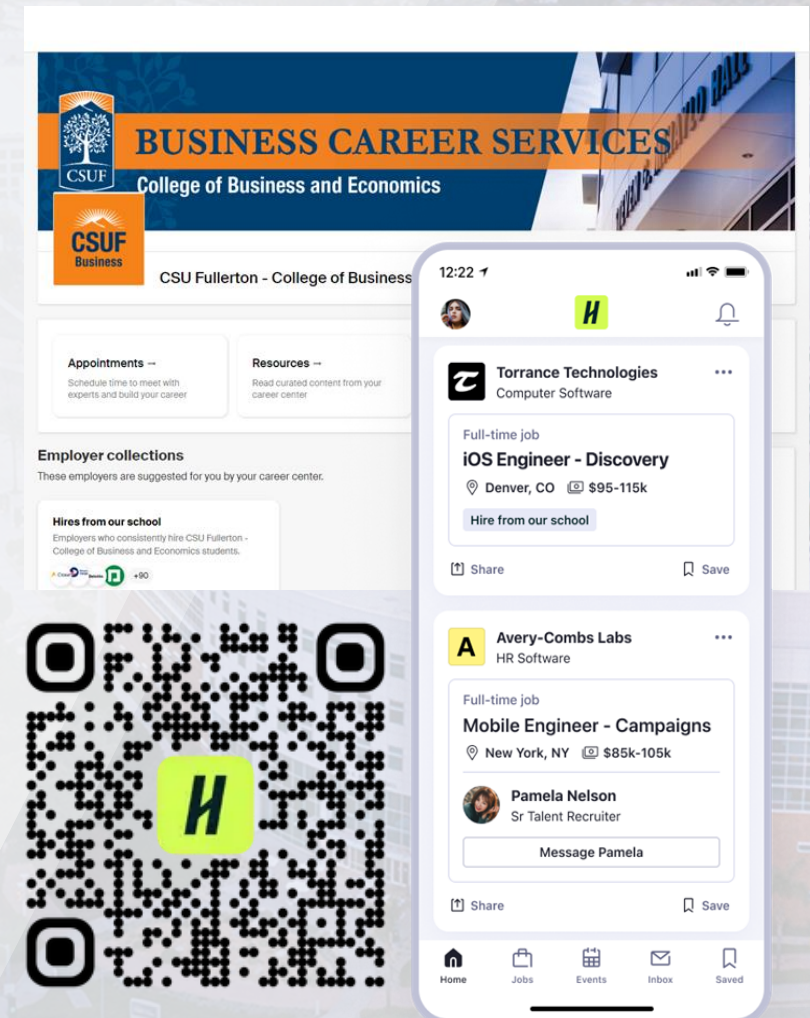 BUSINESS CAREER SERVICES
CSUF
College of Business and Economics
CSUF
Business
CSU Fullerton - College of Business
Appointments →
Schedule time to meet with
experts and build your career
Resources →
Read curated content from your
career center
Employer collections
These employers are suggested for you by your career center.
Hires from our school
Employers who consistently hire CSU Fullerton -
College of Business and Economics students.
+90
12:22
H
Torrance Technologies
Computer Software
Full-time job
iOS Engineer - Discovery
Denver, CO $95-115k
Hire from our school
Share Save
A
Avery-Combs Labs
HR Software
Full-time job
Mobile Engineer - Campaigns
New York, NY $85k-105k
Pamela Nelson
Sr Talent Recruiter
Message Pamela
Share Save
Home Jobs Events Inbox Saved
H